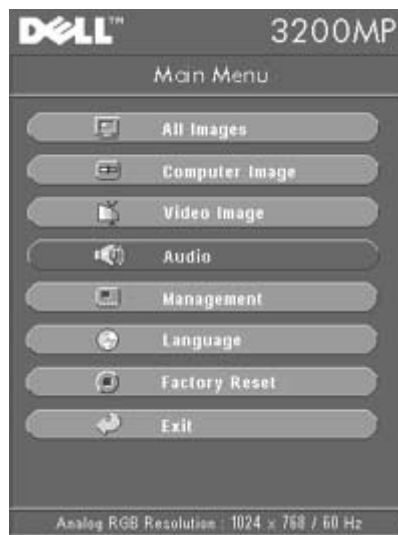 DELL™ 3200MP
Main Menu
All Images
Computer Image
Video Image
Audio
Management
Language
Factory Reset
Exit
Analog RGB Resolution : 1024 x 768 / 60 Hz